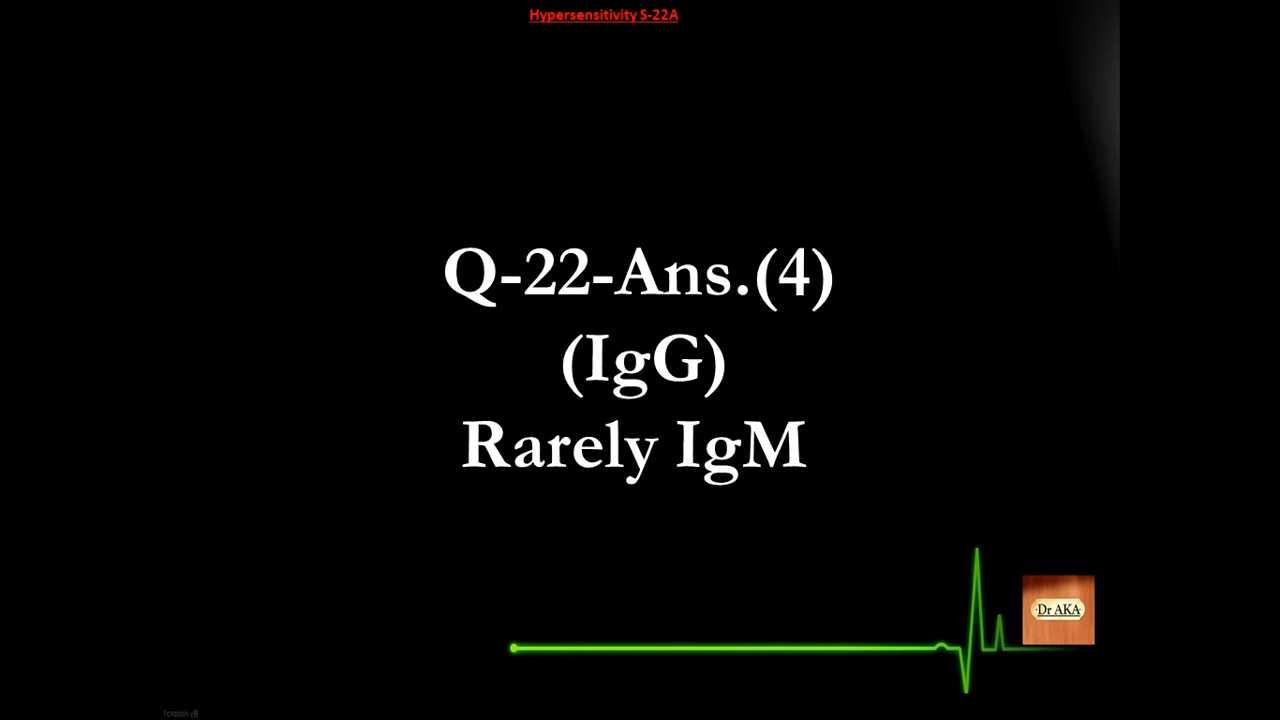 Hypersensitivity S-22A
Q-22-Ans.(4)
(IgG)
Rarely IgM
Dr AKA